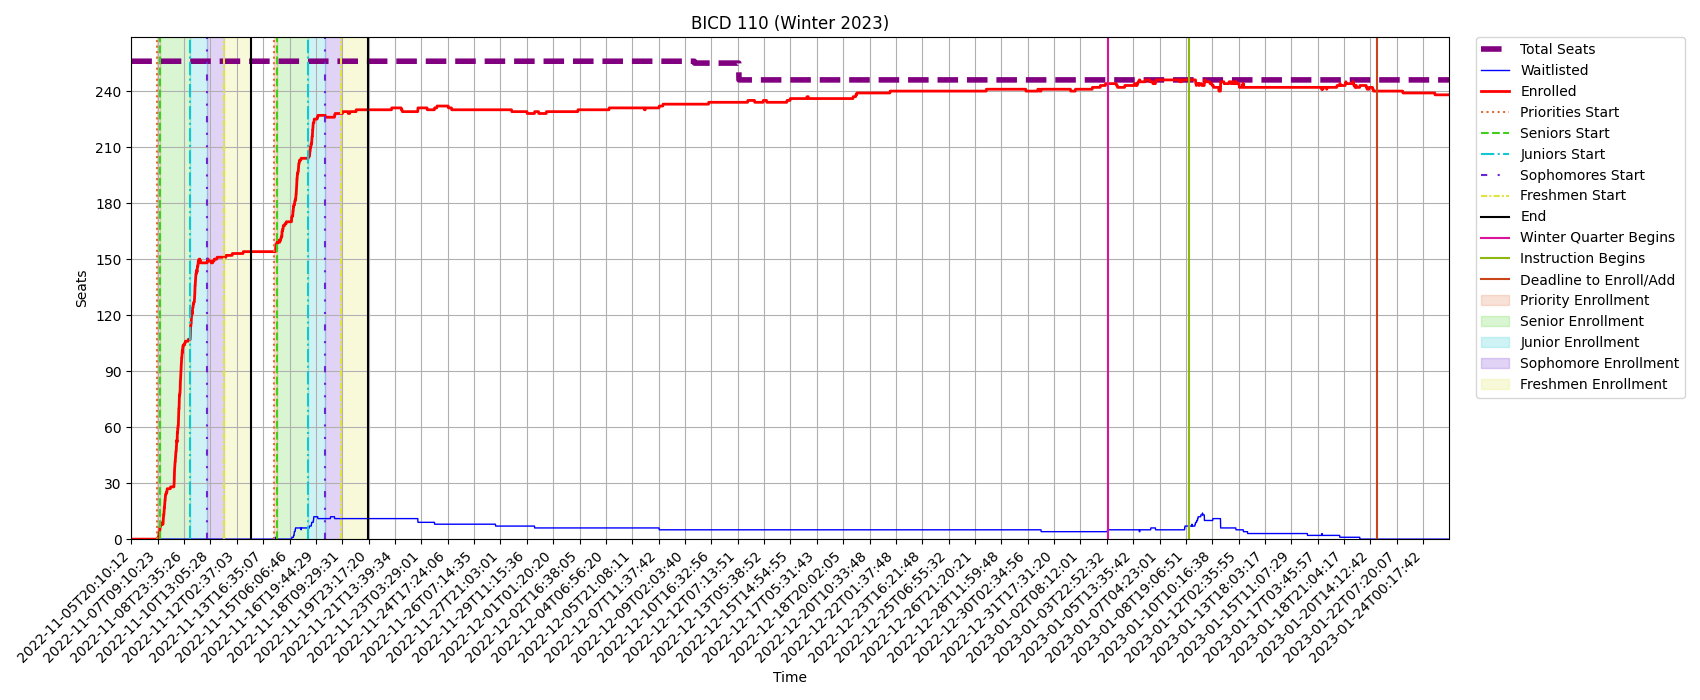 BICD 110 (Winter 2023)
Seats
240
210
180
150
120
90
60
30
0
2022-11-05T20:10:12
2022-11-07T09:10:23
2022-11-08T23:35:26
2022-11-10T13:05:28
2022-11-12T02:37:03
2022-11-13T16:35:07
2022-11-15T06:06:46
2022-11-16T19:44:29
2022-11-18T09:29:31
2022-11-19T23:17:20
2022-11-21T13:39:34
2022-11-23T03:29:01
2022-11-24T17:24:06
2022-11-26T07:14:35
2022-11-27T21:03:01
2022-11-29T11:15:36
2022-12-01T01:20:20
2022-12-02T16:38:05
2022-12-04T06:56:20
2022-12-05T21:08:11
2022-12-07T11:37:42
2022-12-09T02:03:40
2022-12-10T16:32:56
2022-12-12T07:13:51
2022-12-13T05:38:52
2022-12-15T14:54:55
2022-12-17T05:31:43
2022-12-18T20:02:05
2022-12-20T10:33:48
2022-12-22T01:37:48
2022-12-23T16:21:48
2022-12-25T06:55:32
2022-12-26T21:20:21
2022-12-28T11:59:48
2022-12-30T02:34:56
2022-12-31T17:31:20
2023-01-02T08:12:01
2023-01-03T22:52:32
2023-01-05T13:35:42
2023-01-07T04:23:01
2023-01-08T19:06:51
2023-01-10T10:16:38
2023-01-12T02:35:55
2023-01-13T18:03:17
2023-01-15T11:07:29
2023-01-17T03:45:57
2023-01-18T21:04:17
2023-01-20T14:12:42
2023-01-22T07:20:07
2023-01-24T00:17:42
Time
Total Seats
Waitlisted
Enrolled
Priorities Start
Seniors Start
Juniors Start
Sophomores Start
Freshmen Start
End
Winter Quarter Begins
Instruction Begins
Deadline to Enroll/Add
Priority Enrollment
Senior Enrollment
Junior Enrollment
Sophomore Enrollment
Freshmen Enrollment